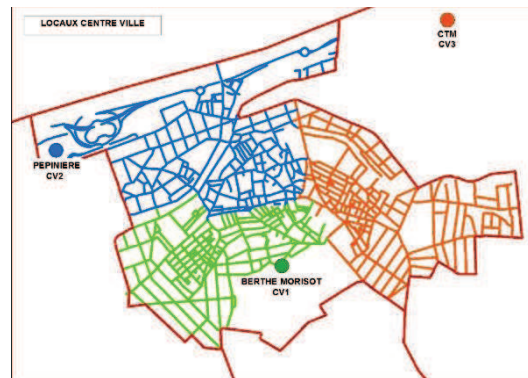 LOCAUX CENTRE VILLE
CTM
CV3
PEPINIERE
CV2
BERTHE MORISOT
CV1